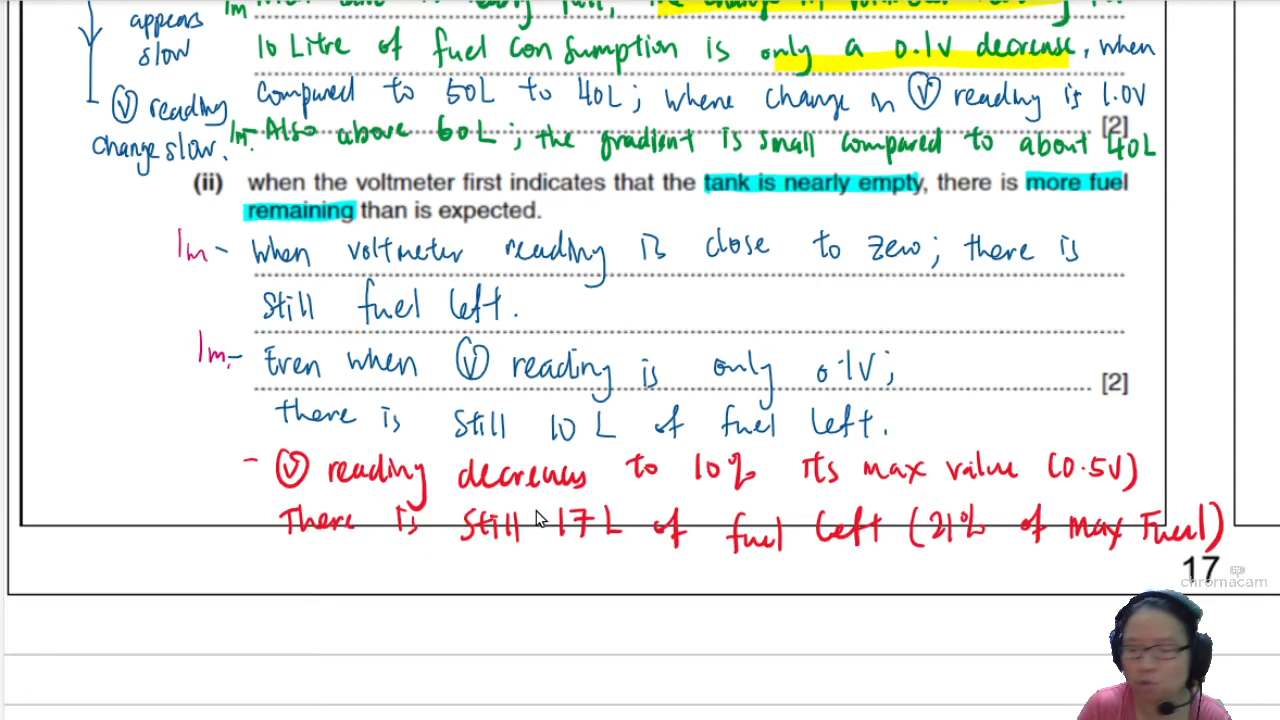 appears
slow
Ⓥ reading
change slow.
1m
10 Litre of fuel consumption is only a 0.1V decrease, when
compared to 50L to 40L; where change in Ⓥ reading is 1.0V
[2]
1m- Also above 60L; the gradient is small compared to about 40L
(ii) when the voltmeter first indicates that the tank is nearly empty, there is more fuel
remaining than is expected.
1m- when voltmeter reading is close to zero; there is
still fuel left.
1m- Even when Ⓥ reading is only 0.1V;
[2]
there is still 10 L of fuel left.
- Ⓥ reading decreases to 10% its max value (0.5V)
There is still 17 L of fuel left (21% of max Fuel)
17
chromacam